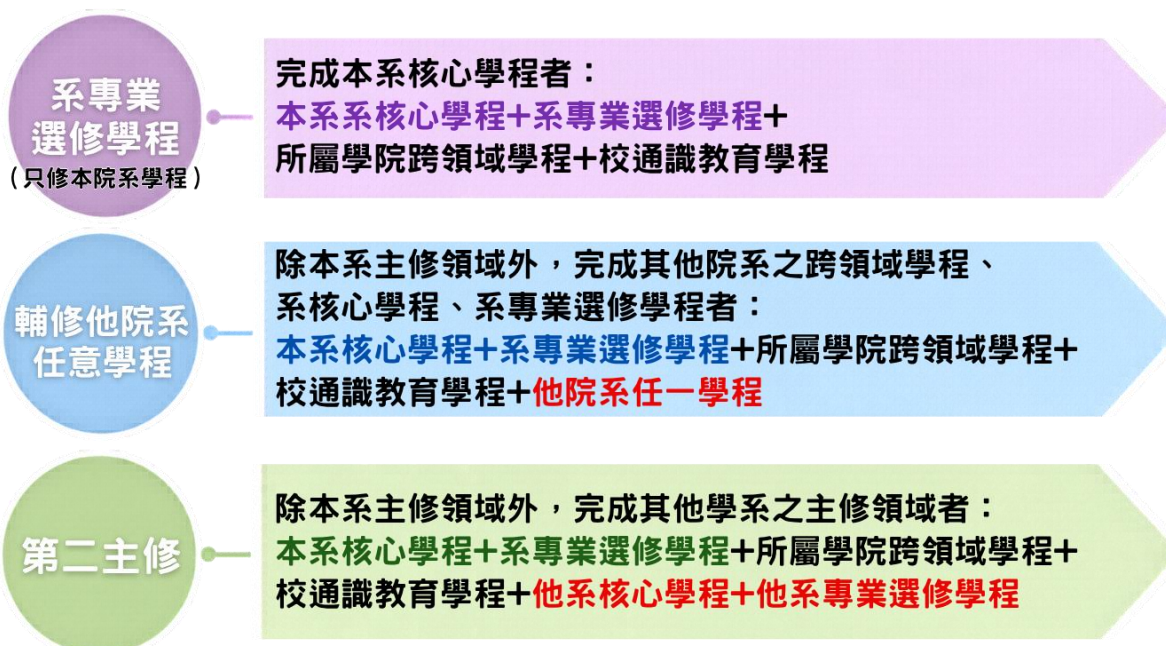 系專業
選修學程
(只修本院系學程)
完成本系核心學程者：
本系系核心學程+系專業選修學程+
所屬學院跨領域學程+校通識教育學程
輔修他院系
任意學程
除本系主修領域外，完成其他院系之跨領域學程、
系核心學程、系專業選修學程者：
本系核心學程+系專業選修學程+所屬學院跨領域學程+
校通識教育學程+他院系任一學程
第二主修
除本系主修領域外，完成其他學系之主修領域者：
本系核心學程+系專業選修學程+所屬學院跨領域學程+
校通識教育學程+他系核心學程+他系專業選修學程